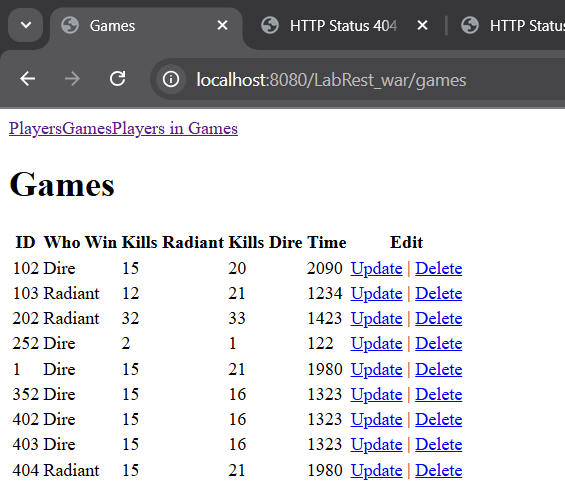 Games
HTTP Status 404
HTTP Status
localhost:8080/LabRest_war/games
PlayersGamesPlayers in Games
Games
ID Who Win Kills Radiant Kills Dire Time Edit
102 Dire 15 20 2090 Update | Delete
103 Radiant 12 21 1234 Update | Delete
202 Radiant 32 33 1423 Update | Delete
252 Dire 2 1 122 Update | Delete
1 Dire 15 21 1980 Update | Delete
352 Dire 15 16 1323 Update | Delete
402 Dire 15 16 1323 Update | Delete
403 Dire 15 16 1323 Update | Delete
404 Radiant 15 21 1980 Update | Delete